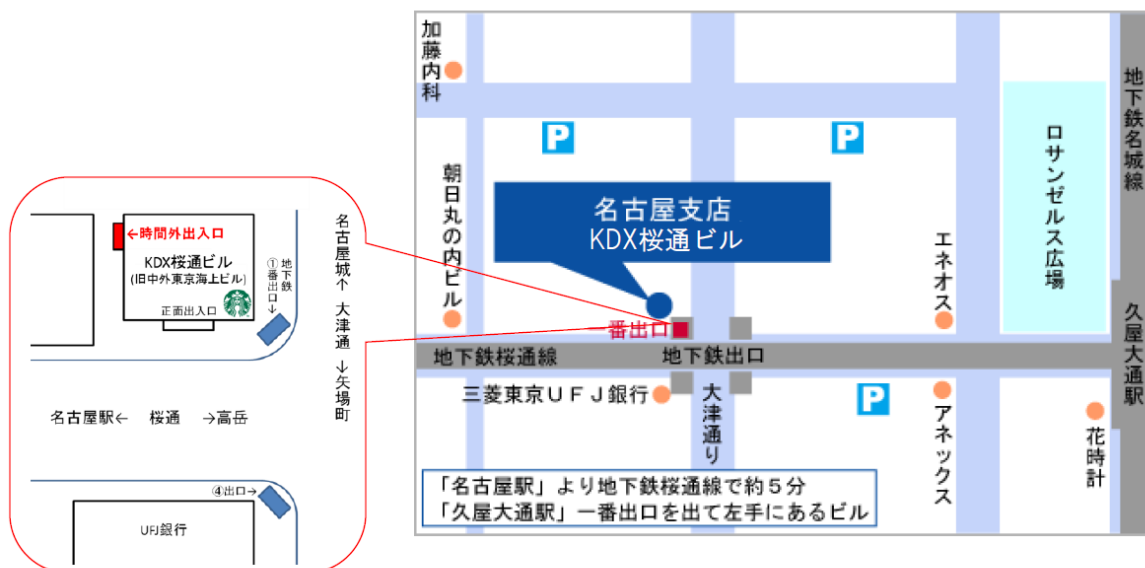 加藤内科
地下鉄名城線
ロサンゼルス広場
朝日丸の内ビル
名古屋支店
KDX桜通ビル
エネオス
久屋大通駅
一番出口
地下鉄桜通線
地下鉄出口
三菱東京UFJ銀行
大津通り
アネックス
花時計
「名古屋駅」より地下鉄桜通線で約5分
「久屋大通駅」一番出口を出て左手にあるビル
P
P
P
←時間外出入口
KDX桜通ビル
(旧中外東京海上ビル)
正面出入口
地下鉄
①番出口→
名古屋城↑ 大津通 ↓矢場町
名古屋駅← 桜通 →高岳
④出口→
UFJ銀行